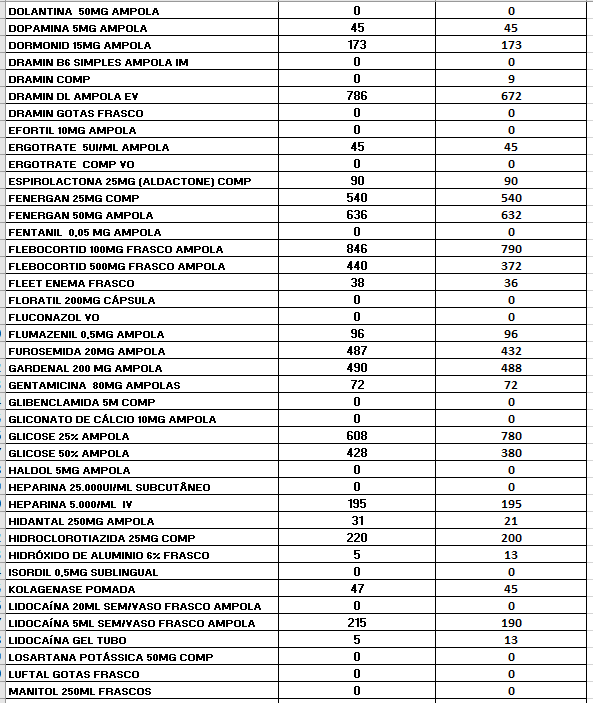 DOLANTINA 50MG AMPOLA 0 0
DOPAMINA 5MG AMPOLA 45 45
DORMONID 15MG AMPOLA 173 173
DRAMIN B6 SIMPLES AMPOLA IM 0 0
DRAMIN COMP 0 9
DRAMIN DL AMPOLA EV 786 672
DRAMIN GOTAS FRASCO 0 0
EFORTIL 10MG AMPOLA 0 0
ERGOTRATE 5UI/ML AMPOLA 45 45
ERGOTRATE COMP VO 0 0
ESPIROLACTONA 25MG (ALDACTONE) COMP 90 90
FENERGAN 25MG COMP 540 540
FENERGAN 50MG AMPOLA 636 632
FENTANIL 0,05 MG AMPOLA 0 0
FLEBOCORTID 100MG FRASCO AMPOLA 846 790
FLEBOCORTID 500MG FRASCO AMPOLA 440 372
FLEET ENEMA FRASCO 38 36
FLORATIL 200MG CÁPSULA 0 0
FLUCONAZOL VO 0 0
FLUMAZENIL 0,5MG AMPOLA 96 96
FUROSEMIDA 20MG AMPOLA 487 432
GARDENAL 200 MG AMPOLA 490 488
GENTAMICINA 80MG AMPOLAS 72 72
GLIBENCLAMIDA 5M COMP 0 0
GLICONATO DE CÁLCIO 10MG AMPOLA 0 0
GLICOSE 25% AMPOLA 608 780
GLICOSE 50% AMPOLA 428 380
HALDOL 5MG AMPOLA 0 0
HEPARINA 25.000UI/ML SUBCUTÂNEO 0 0
HEPARINA 5.000/ML IV 195 195
HIDANTAL 250MG AMPOLA 31 21
HIDROCLOROTIAZIDA 25MG COMP 220 200
HIDRÓXIDO DE ALUMINIO 6% FRASCO 5 13
ISORDIL 0,5MG SUBLINGUAL 0 0
KOLAGENASE POMADA 47 45
LIDOCAÍNA 20ML SEM/VASO FRASCO AMPOLA 0 0
LIDOCAÍNA 5ML SEM/VASO FRASCO AMPOLA 215 190
LIDOCAÍNA GEL TUBO 5 13
LOSARTANA POTÁSSICA 50MG COMP 0 0
LUFTAL GOTAS FRASCO 0 0
MANITOL 250ML FRASCOS 0 0